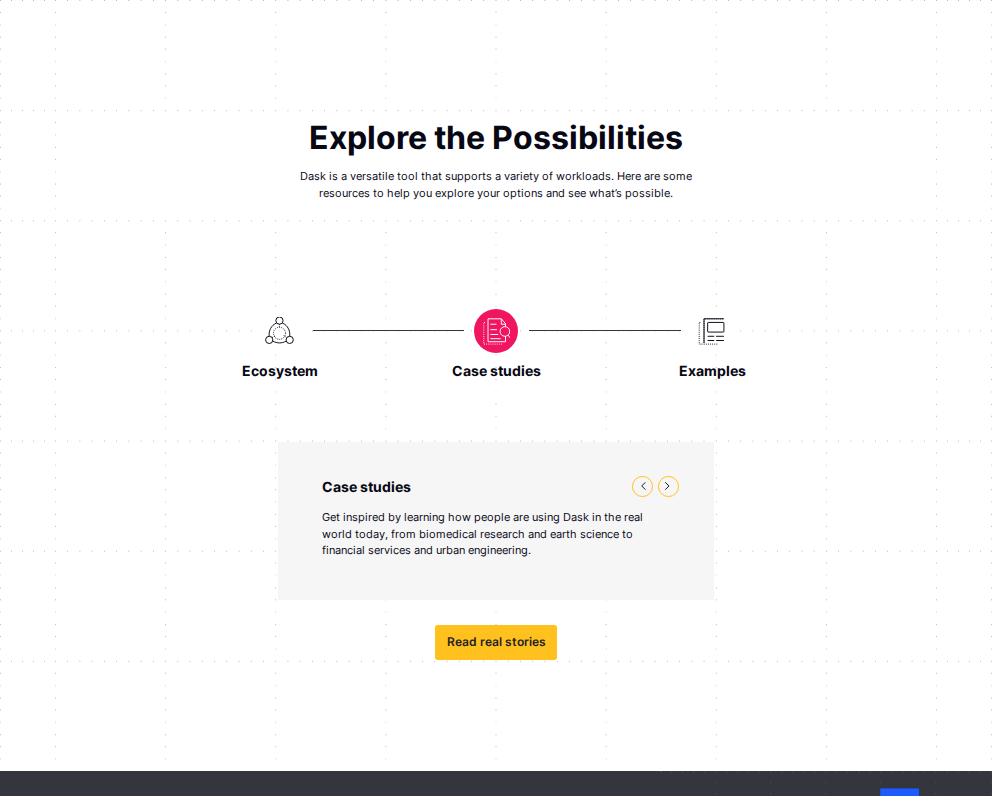 Explore the Possibilities
Dask is a versatile tool that supports a variety of workloads. Here are some
resources to help you explore your options and see what's possible.
Ecosystem
Case studies
Examples
Case studies
Get inspired by learning how people are using Dask in the real
world today, from biomedical research and earth science to
financial services and urban engineering.
Read real stories